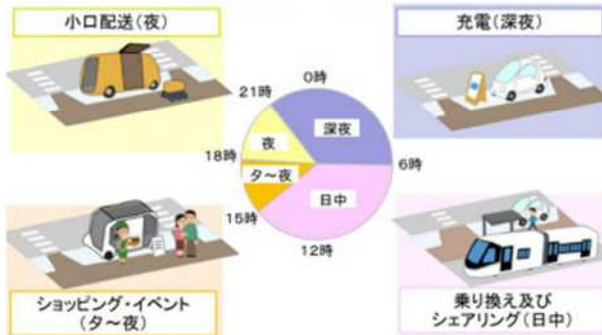 小口配送(夜)
充電(深夜)
0時
21時
深夜
夜
18時
6時
夕～夜
日中
15時
12時
ショッピング・イベント
(夕～夜)
乗り換え及び
シェアリング(日中)